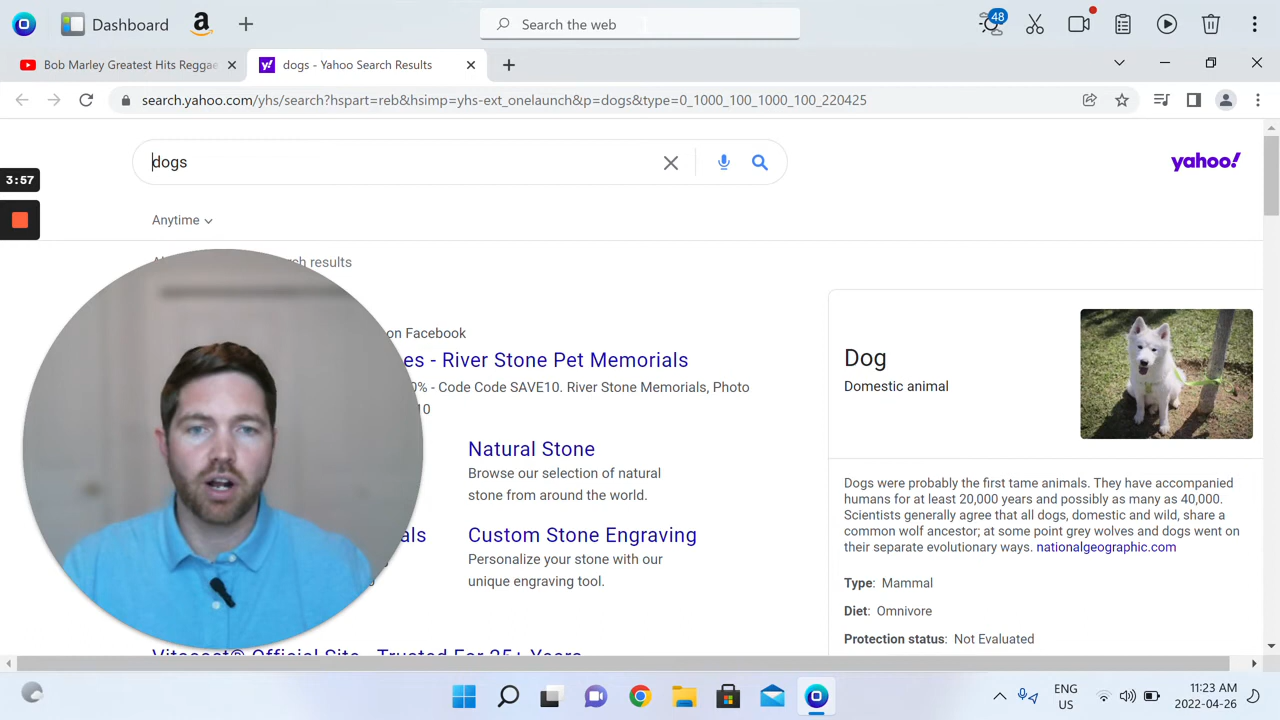 Dashboard
Search the web
48
Bob Marley Greatest Hits Reggae
dogs - Yahoo Search Results
search.yahoo.com/yhs/search?hspart=reb&hsimp=yhs-ext_onelaunch&p=dogs&type=0_1000_100_1000_100_220425
dogs
yahoo!
3:57
Anytime
results
on Facebook
- River Stone Pet Memorials
- Code Code SAVE10. River Stone Memorials, Photo
10
Natural Stone
Browse our selection of natural
stone from around the world.
Custom Stone Engraving
Personalize your stone with our
unique engraving tool.
Dog
Domestic animal
Dogs were probably the first tame animals. They have accompanied
humans for at least 20,000 years and possibly as many as 40,000.
Scientists generally agree that all dogs, domestic and wild, share a
common wolf ancestor; at some point grey wolves and dogs went on
their separate evolutionary ways. nationalgeographic.com
Type: Mammal
Diet: Omnivore
Protection status: Not Evaluated
ENG
US
11:23 AM
2022-04-26